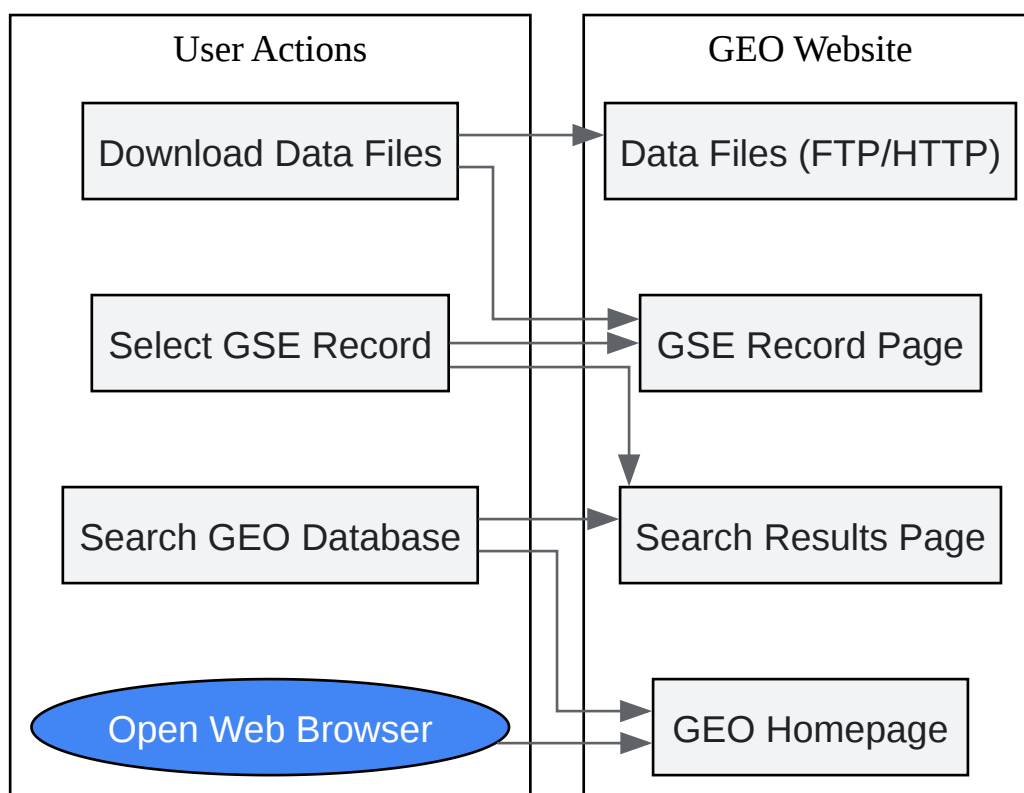 User Actions
GEO Website
Download Data Files
Data Files (FTP/HTTP)
Select GSE Record
GSE Record Page
Search GEO Database
Search Results Page
Open Web Browser
GEO Homepage